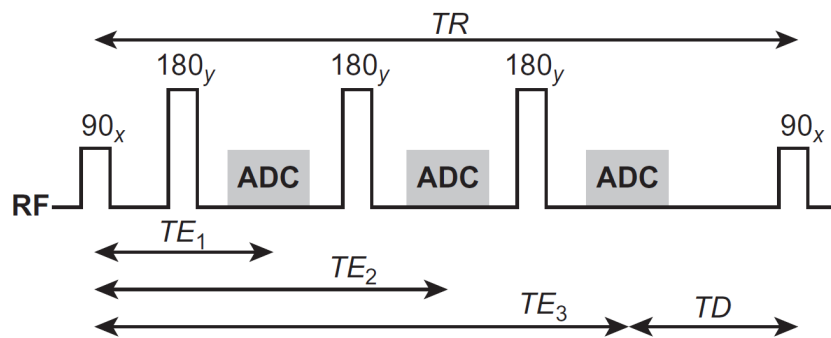 TR
180y 180y 180y
90x 90x
ADC ADC ADC
RF
TE1
TE2
TE3 TD